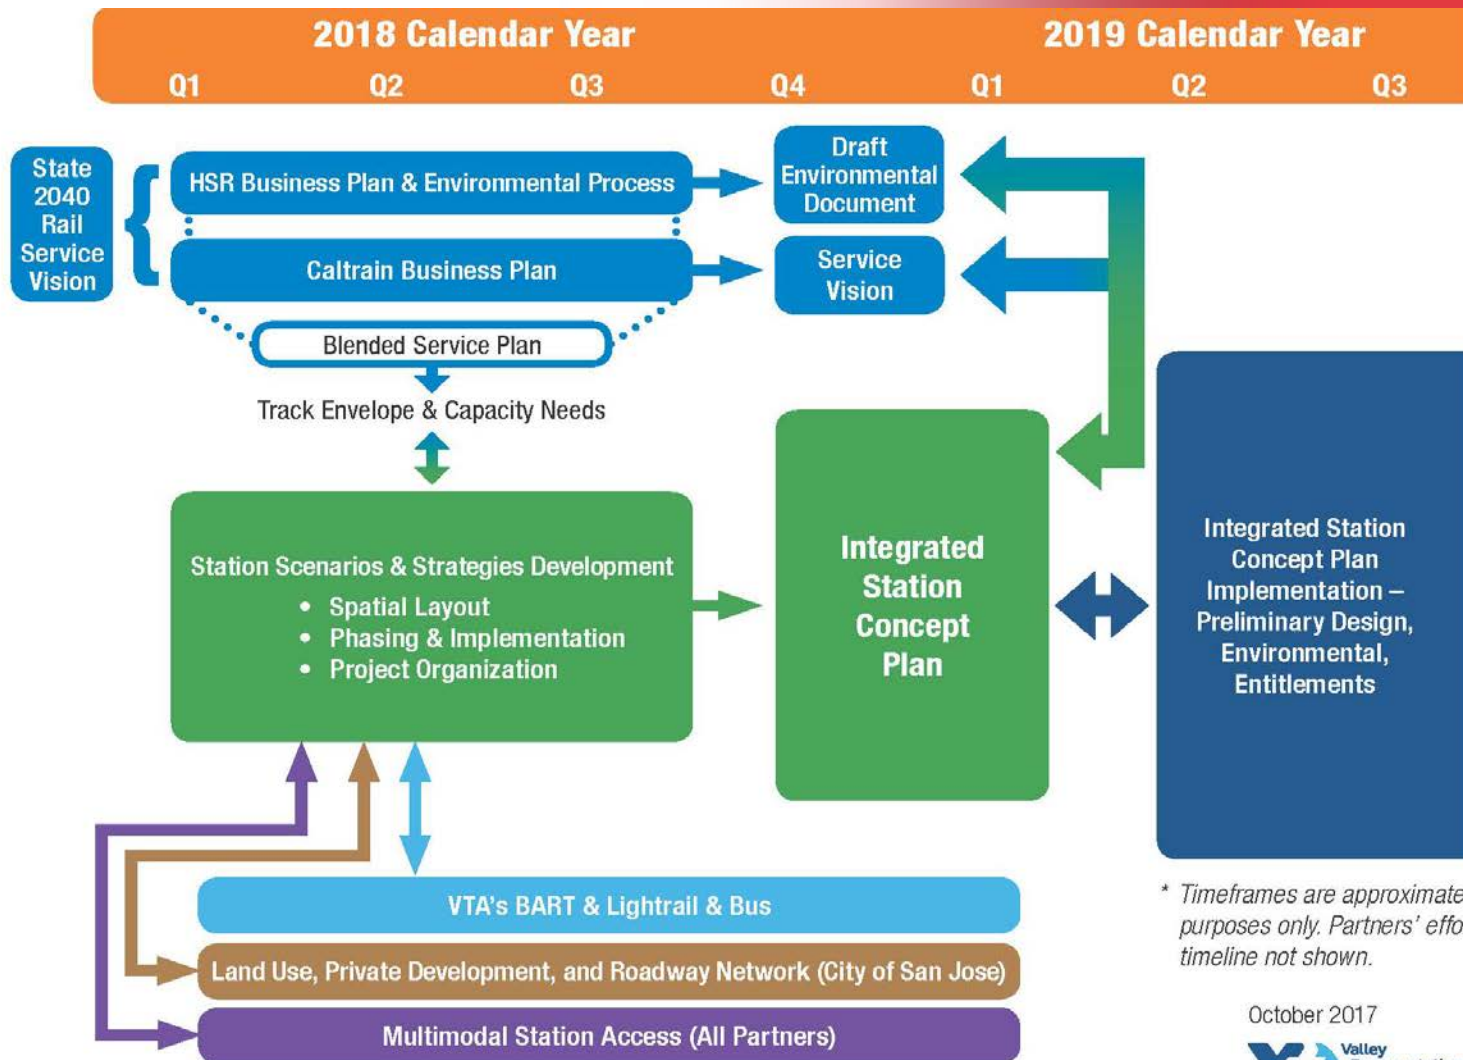 2018 Calendar Year
2019 Calendar Year
Q1 Q2 Q3 Q4 Q1 Q2 Q3
State
2040
Rail
Service
Vision
HSR Business Plan & Environmental Process
Draft
Environmental
Document
Caltrain Business Plan
Service
Vision
Blended Service Plan
Track Envelope & Capacity Needs
Station Scenarios & Strategies Development
• Spatial Layout
• Phasing & Implementation
• Project Organization
Integrated
Station
Concept
Plan
Integrated Station
Concept Plan
Implementation –
Preliminary Design,
Environmental,
Entitlements
VTA's BART & Lightrail & Bus
Land Use, Private Development, and Roadway Network (City of San Jose)
Multimodal Station Access (All Partners)
* Timeframes are approximate
purposes only. Partners' effo
timeline not shown.
October 2017
Valley